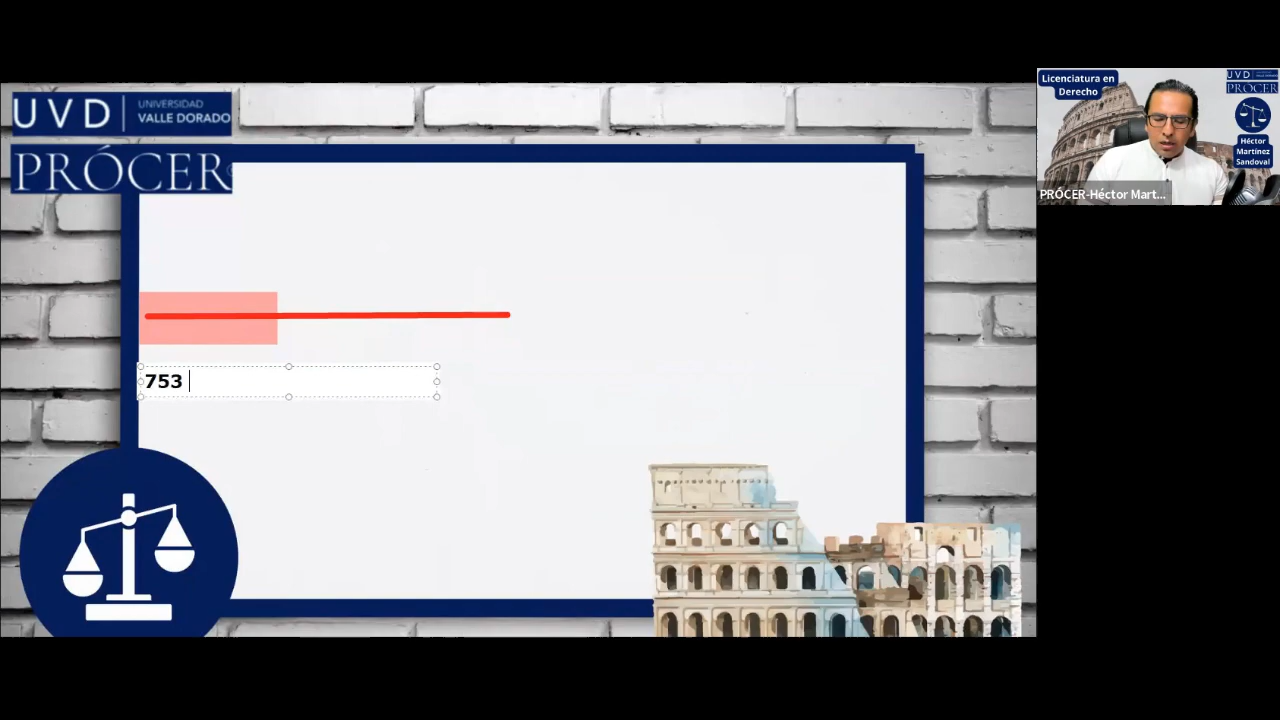 UVD
UNIVERSIDAD
VALLE DORADO
PRÓCER
753
Licenciatura en
Derecho
UVD
PRÓCER
Héctor
Martínez
Sandoval
PRÓCER-Héctor Mart...